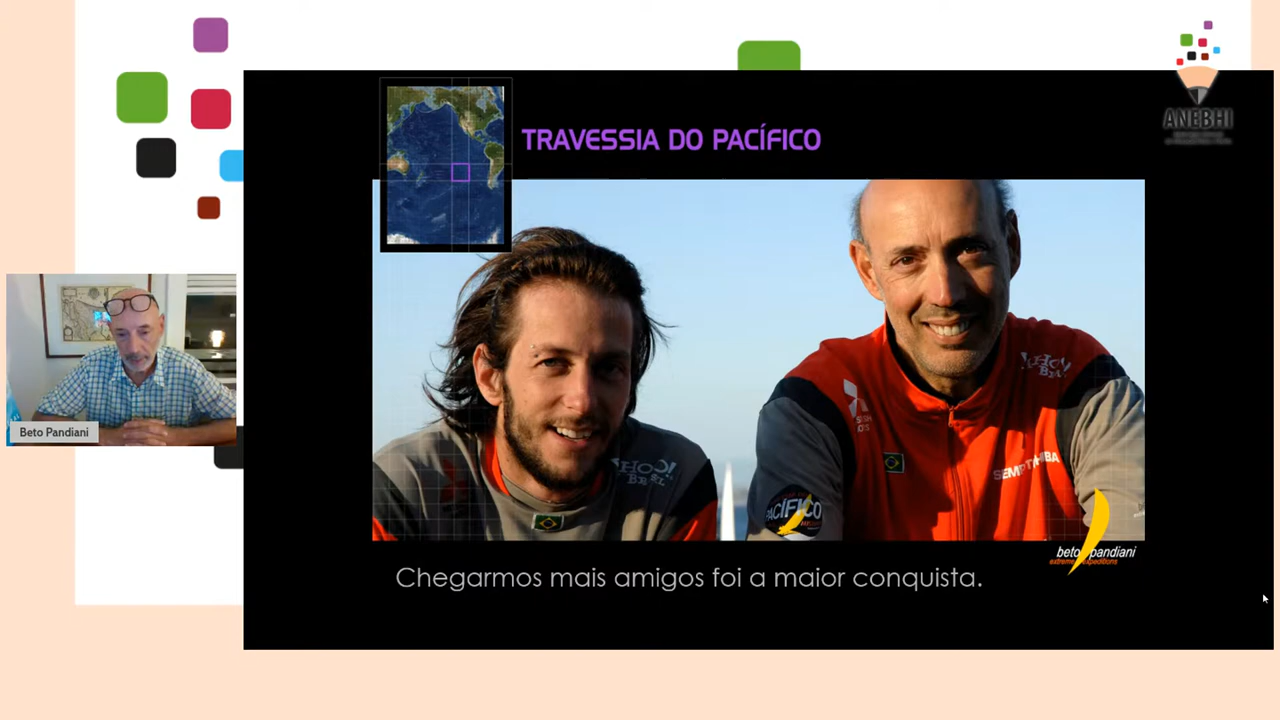 ANEBHI
TRAVESSIA DO PACÍFICO
Beto Pandiani
PACÍFICO
beto pandiani
extreme expeditions
Chegarmos mais amigos foi a maior conquista.